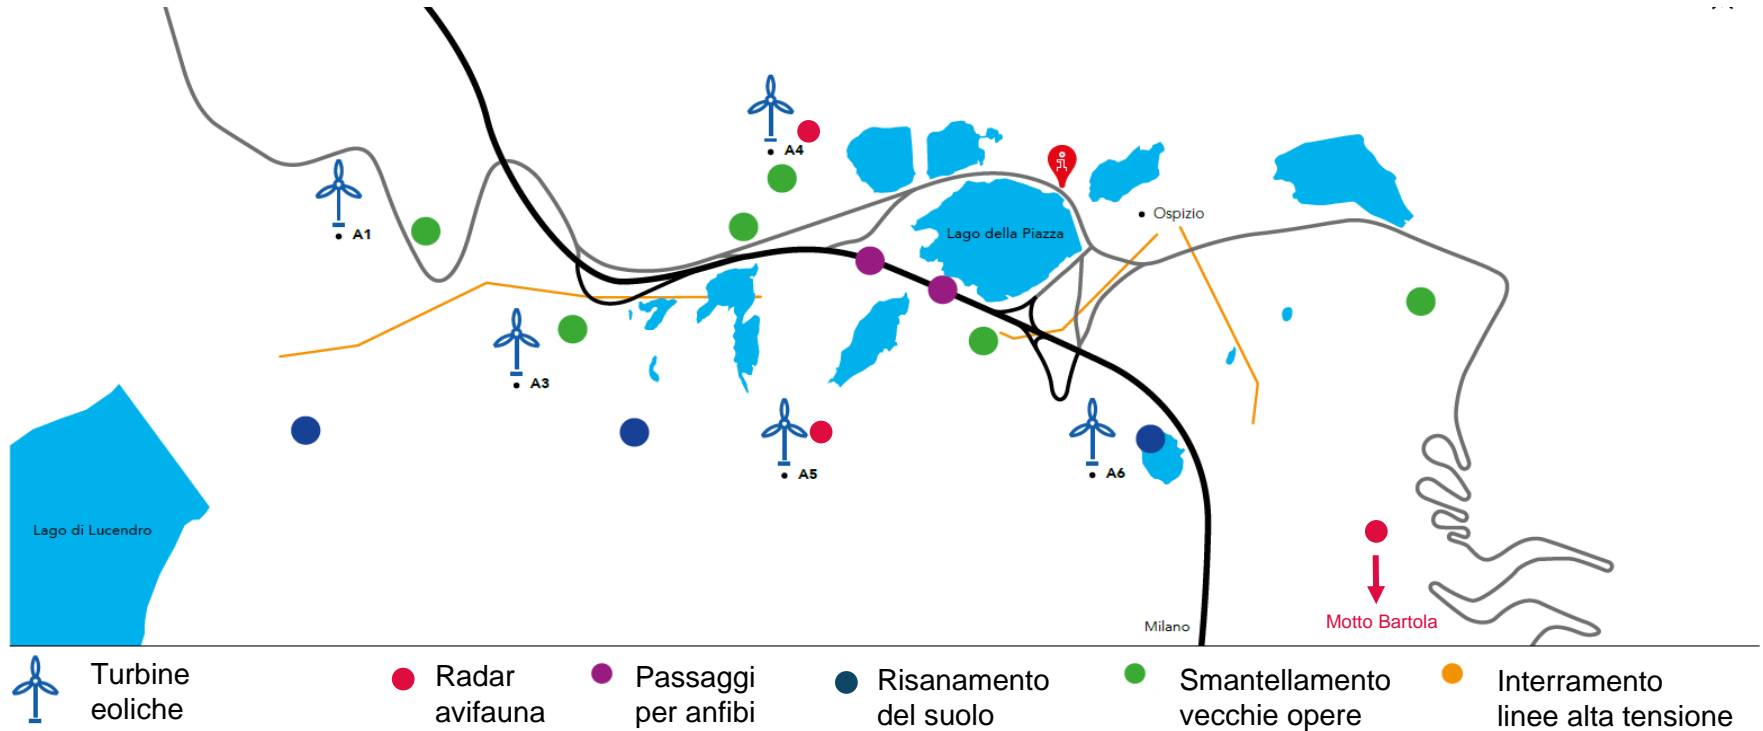 A4
A1
Ospizio
Lago della Piazza
A3
A5
A6
Lago di Lucendro
Motto Bartola
Milano
Turbine
eoliche
Radar
avifauna
Passaggi
per anfibi
Risanamento
del suolo
Smantellamento
vecchie opere
Interramento
linee alta tensione